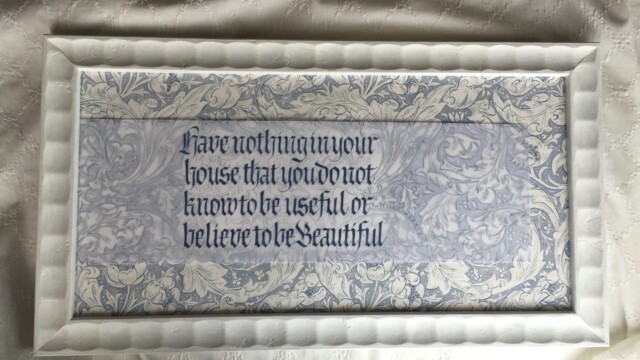 Have nothing in your
house that you do not
know to be useful or
believe to be Beautiful